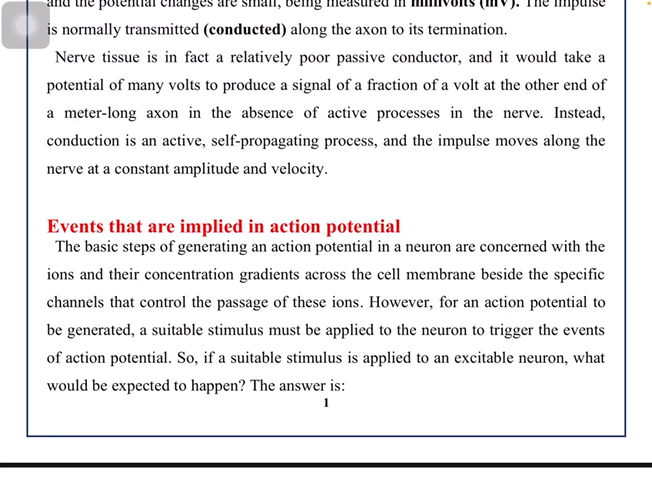 and the potential changes are small, being measured in millivolts (mV). The impulse
is normally transmitted (conducted) along the axon to its termination.
Nerve tissue is in fact a relatively poor passive conductor, and it would take a
potential of many volts to produce a signal of a fraction of a volt at the other end of
a meter-long axon in the absence of active processes in the nerve. Instead,
conduction is an active, self-propagating process, and the impulse moves along the
nerve at a constant amplitude and velocity.
Events that are implied in action potential
The basic steps of generating an action potential in a neuron are concerned with the
ions and their concentration gradients across the cell membrane beside the specific
channels that control the passage of these ions. However, for an action potential to
be generated, a suitable stimulus must be applied to the neuron to trigger the events
of action potential. So, if a suitable stimulus is applied to an excitable neuron, what
would be expected to happen? The answer is:
1